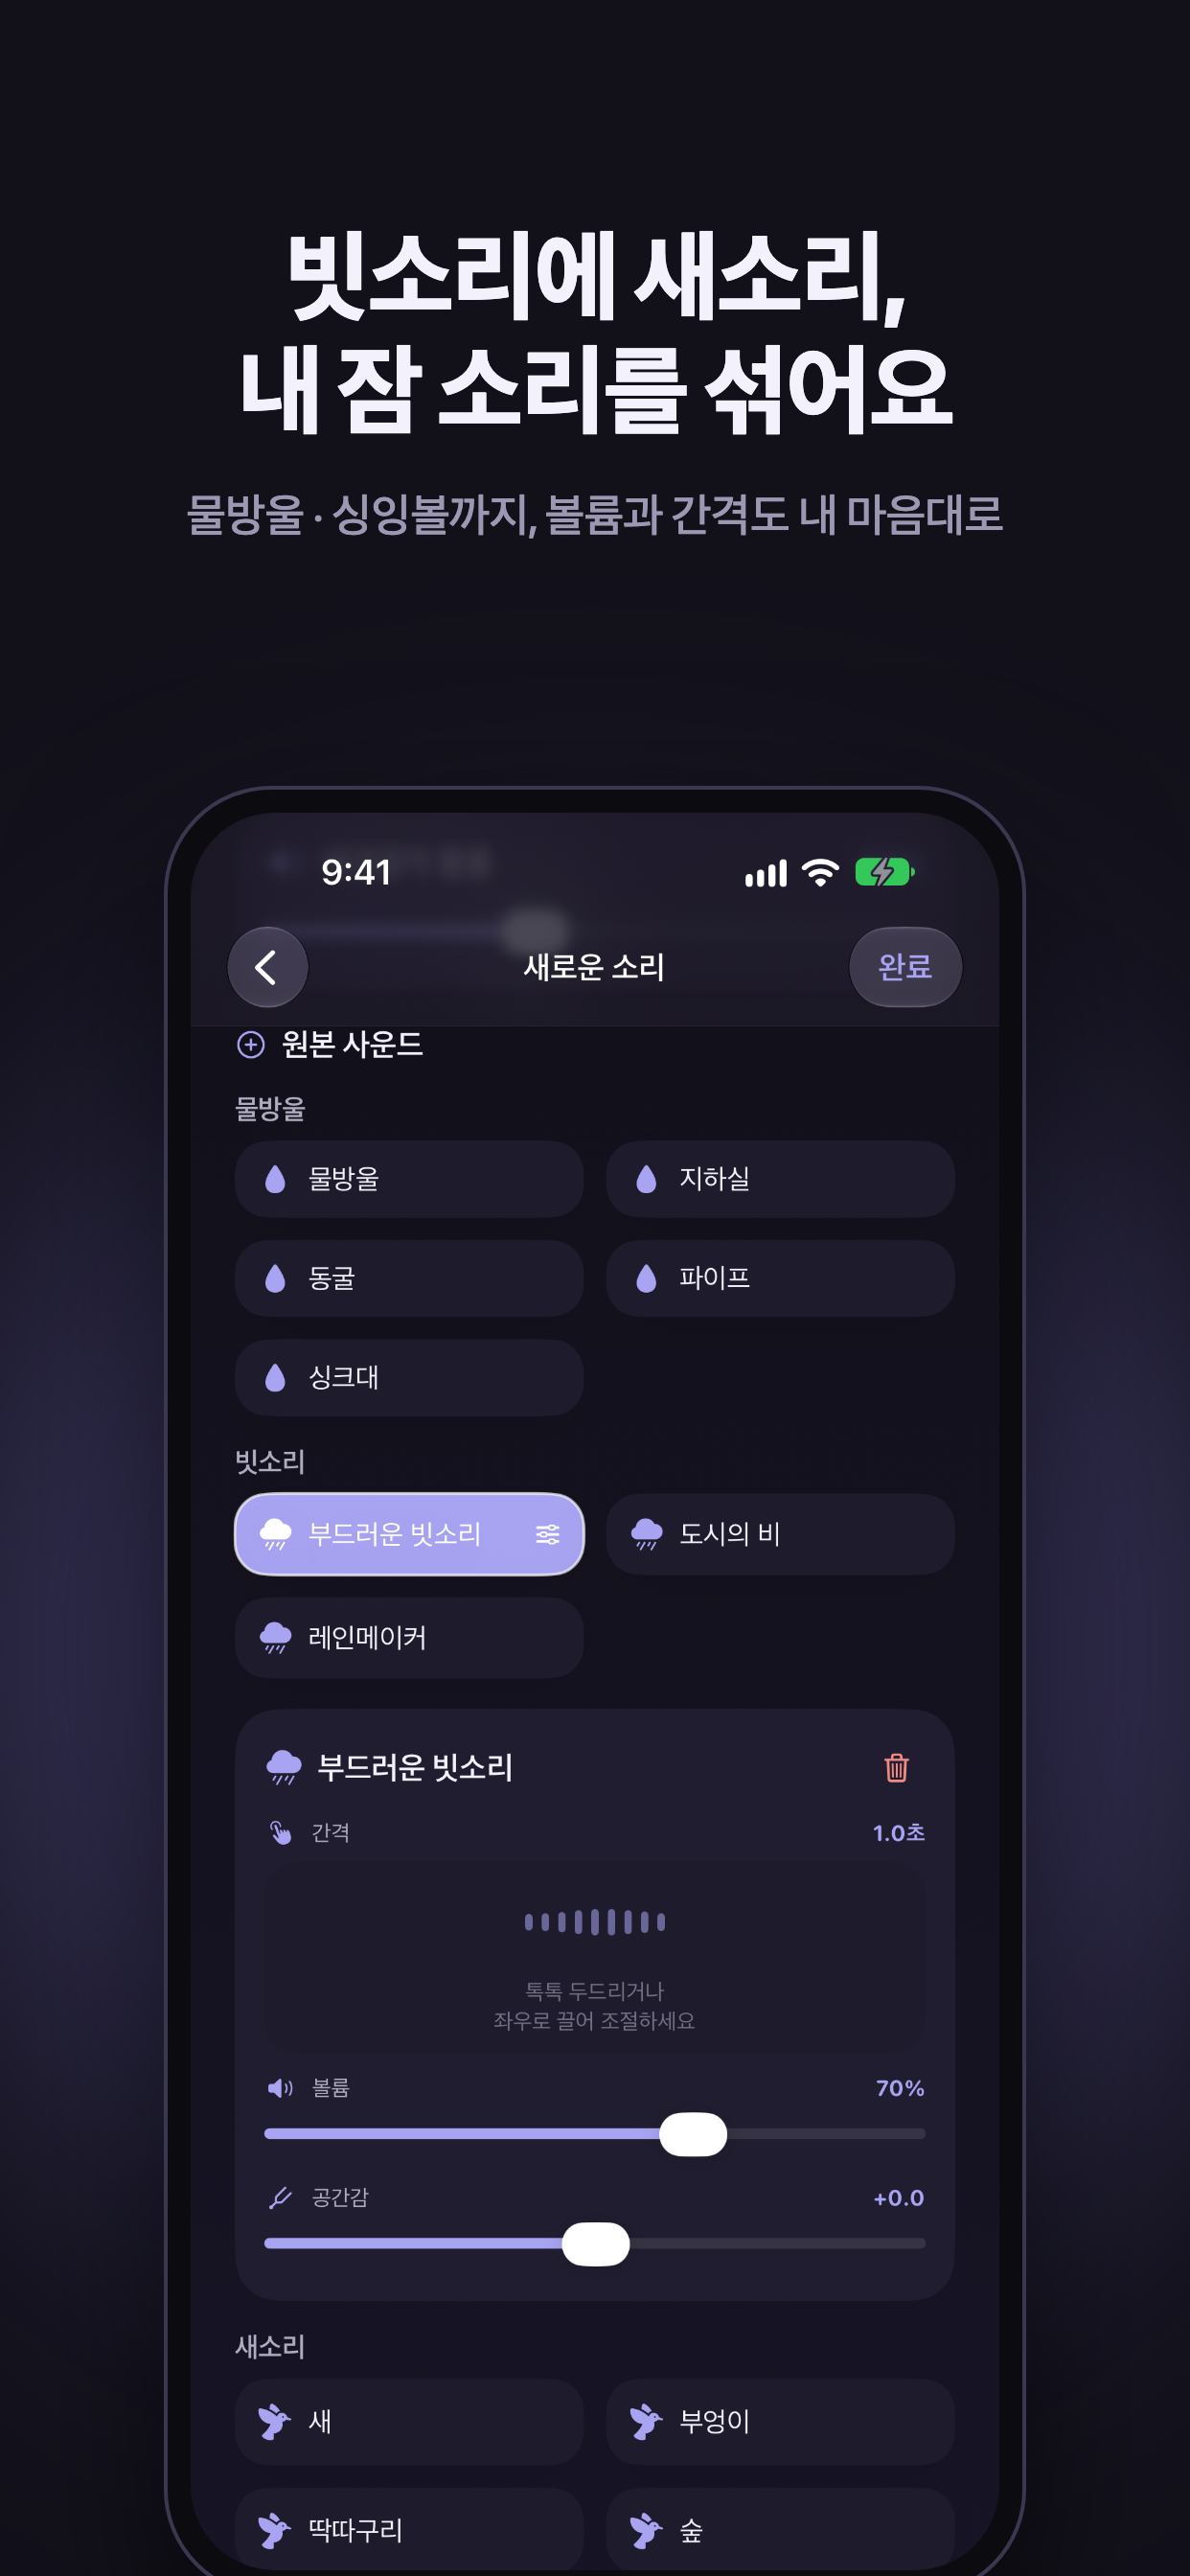 빗소리에 새소리,
내 잠 소리를 섞어요
물방울 · 싱잉볼까지, 볼륨과 간격도 내 마음대로
9:41
새로운 소리
완료
원본 사운드
물방울
물방울
지하실
동굴
파이프
싱크대
빗소리
부드러운 빗소리
도시의 비
레인메이커
부드러운 빗소리
간격
1.0초
톡톡 두드리거나
좌우로 끌어 조절하세요
볼륨
70%
공간감
+0.0
새소리
새
부엉이
딱따구리
숲